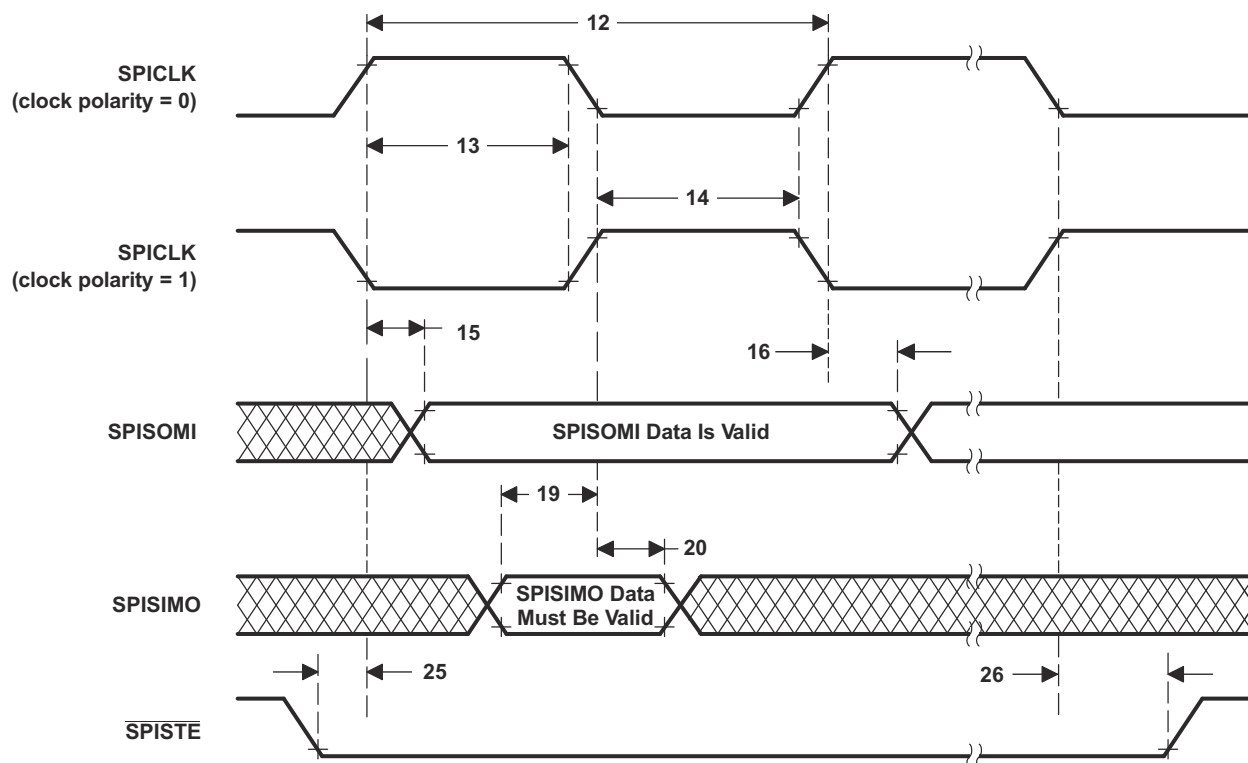 12
SPICLK
(clock polarity = 0)
13
14
SPICLK
(clock polarity = 1)
15
16
SPISOMI
SPISOMI Data Is Valid
19
20
SPISIMO
SPISIMO Data
Must Be Valid
25
26
SPISTE